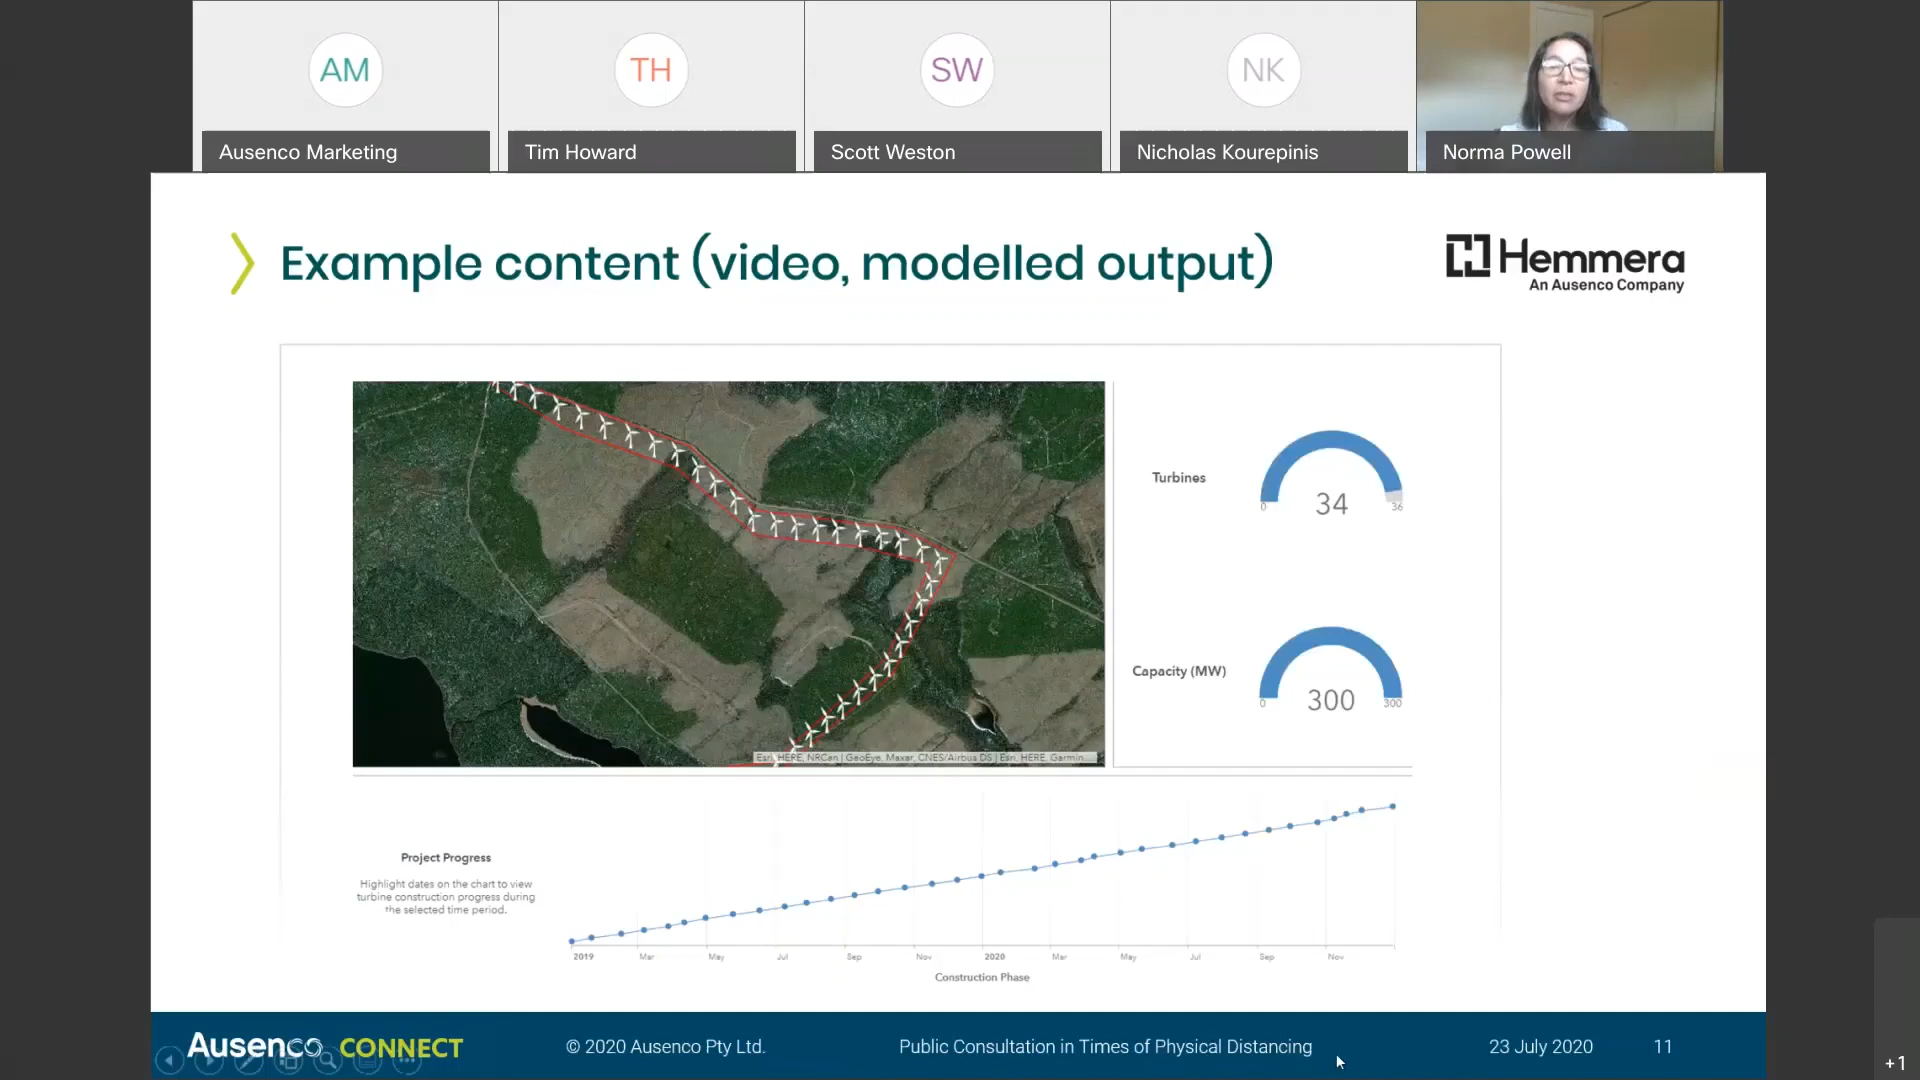 AM
TH
SW
NK
Ausenco Marketing
Tim Howard
Scott Weston
Nicholas Kourepinis
Norma Powell
Example content (video, modelled output)
Hemmera
An Ausenco Company
Turbines
34
0
36
Capacity (MW)
300
0
300
Esri, HERE, NRCan | GeoEye, Maxar, CNES/Airbus DS | Esri, HERE, Garmin...
Project Progress
Highlight dates on the chart to view
turbine construction progress during
the selected time period.
2019 Mar May Jul Sep Nov 2020 Mar May Jul Sep Nov
Construction Phase
Ausenco CONNECT
© 2020 Ausenco Pty Ltd.
Public Consultation in Times of Physical Distancing
23 July 2020
11
+1